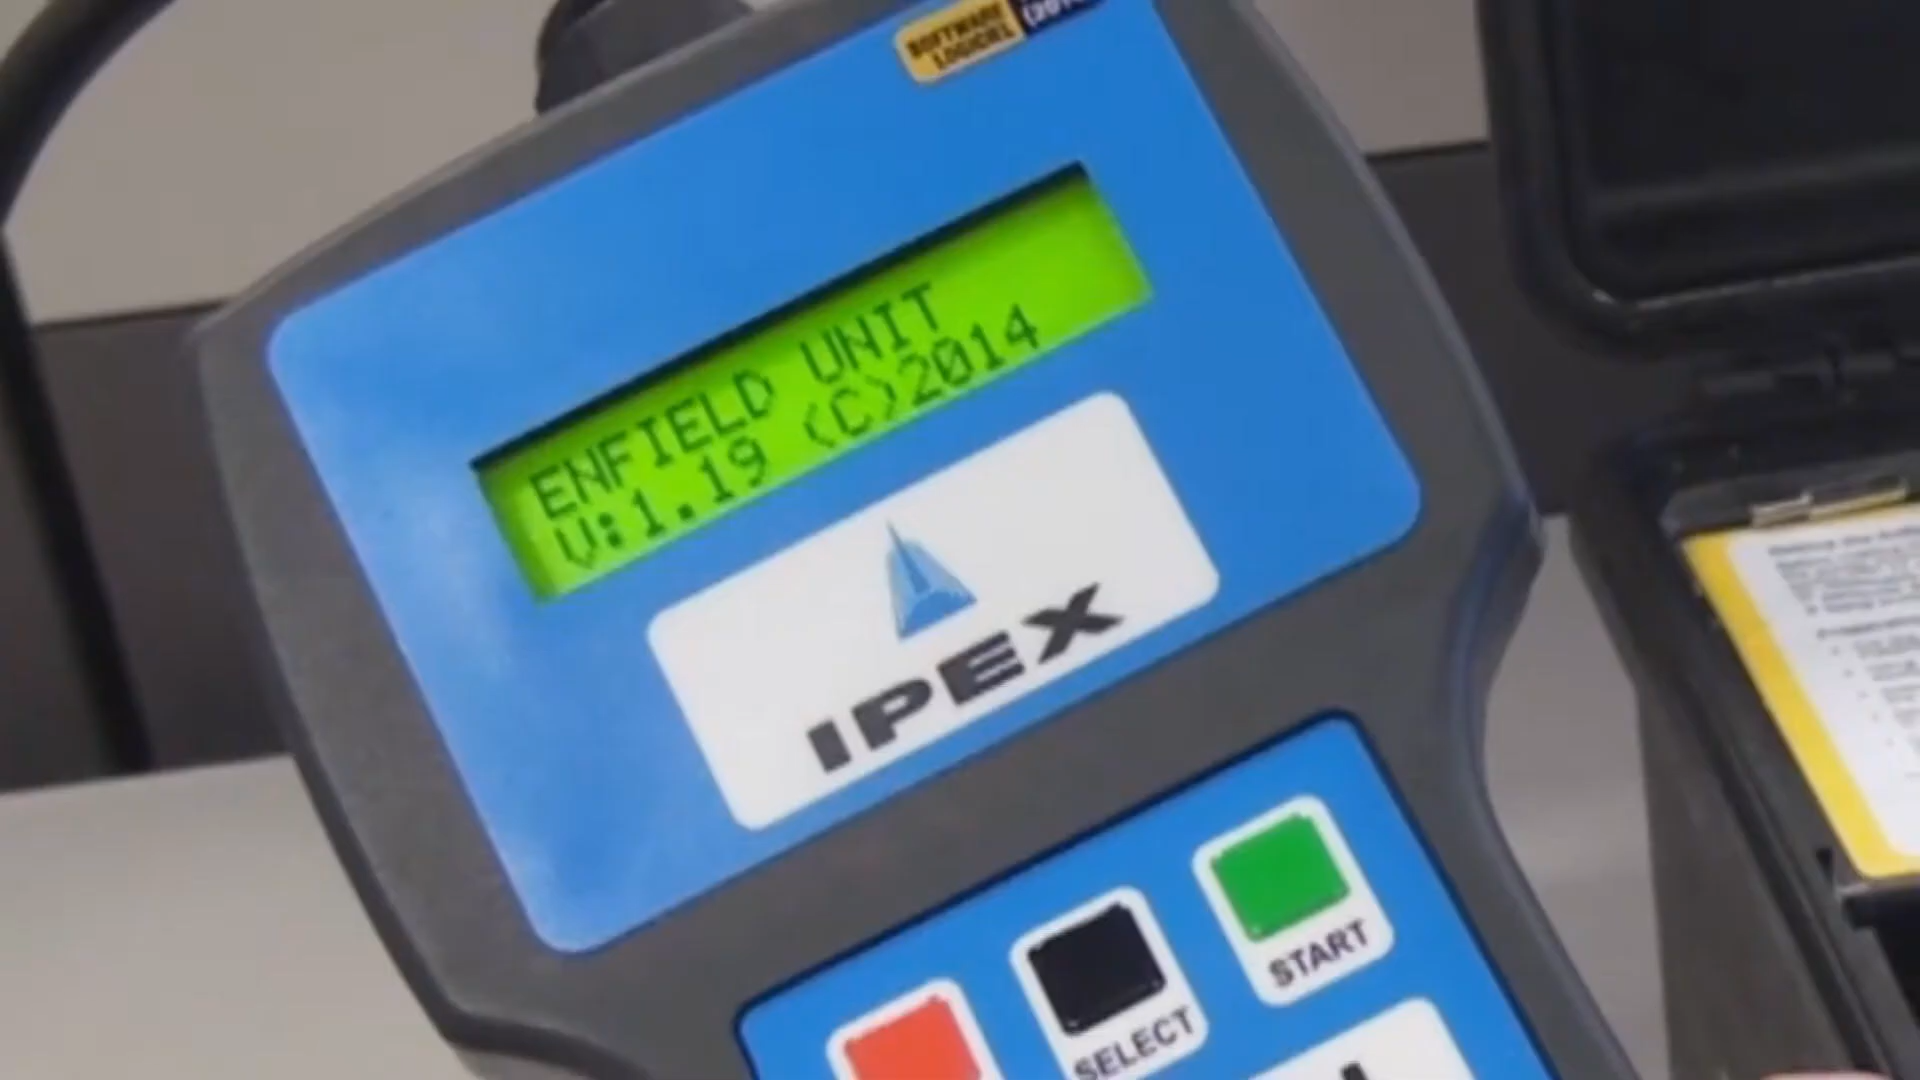 SOFTWARE
LOGICIEL
ENFIELD UNIT
V:1.19 (C)2014
IPEX
START
SELECT